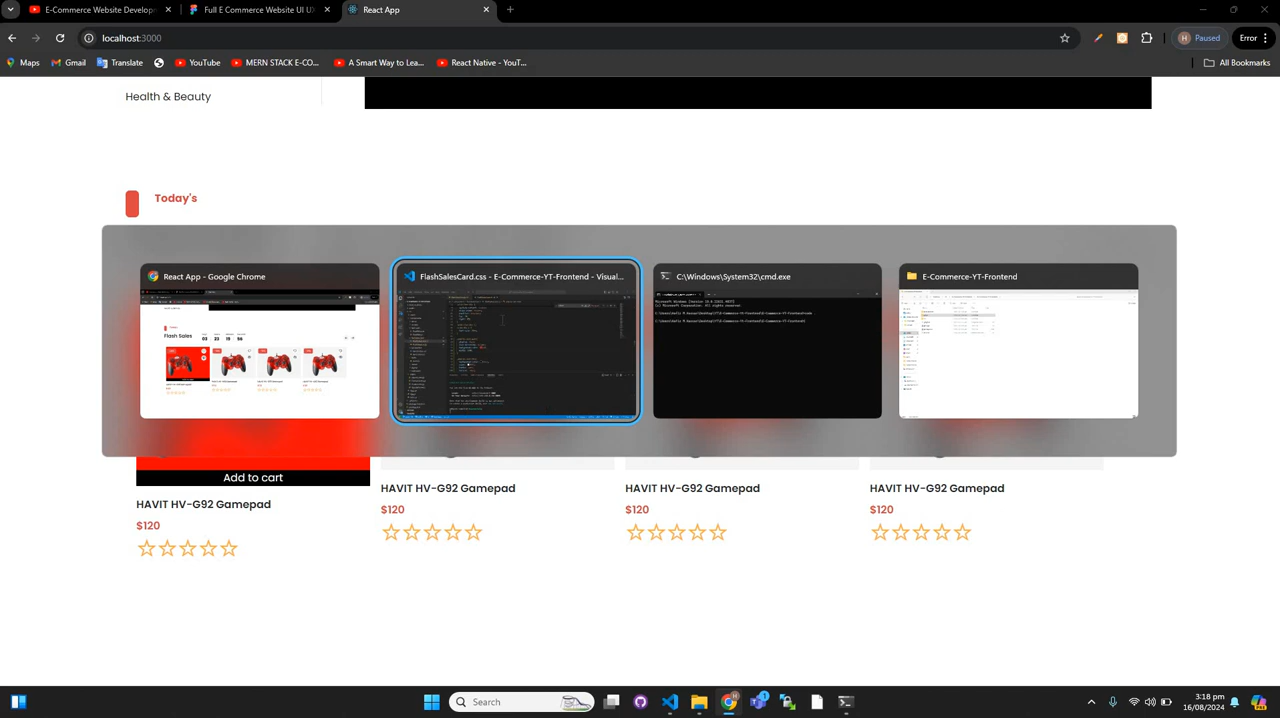 E-Commerce Website Develop
Full E Commerce Website UI UX
React App
localhost:3000
H
Paused
Error
Maps
Gmail
Translate
YouTube
MERN STACK E-CO...
A Smart Way to Lea...
React Native - YouT...
All Bookmarks
Health & Beauty
Today's
React App - Google Chrome
FlashSalesCard.css - E-Commerce-YT-Frontend - Visual...
C:\Windows\System32\cmd.exe
E-Commerce-YT-Frontend
Flash Sales
Add to cart
HAVIT HV-G92 Gamepad
$120
HAVIT HV-G92 Gamepad
$120
HAVIT HV-G92 Gamepad
$120
HAVIT HV-G92 Gamepad
$120
Search
16/08/2024